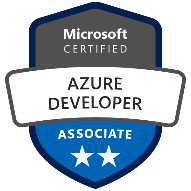 Microsoft
CERTIFIED
AZURE
DEVELOPER
ASSOCIATE